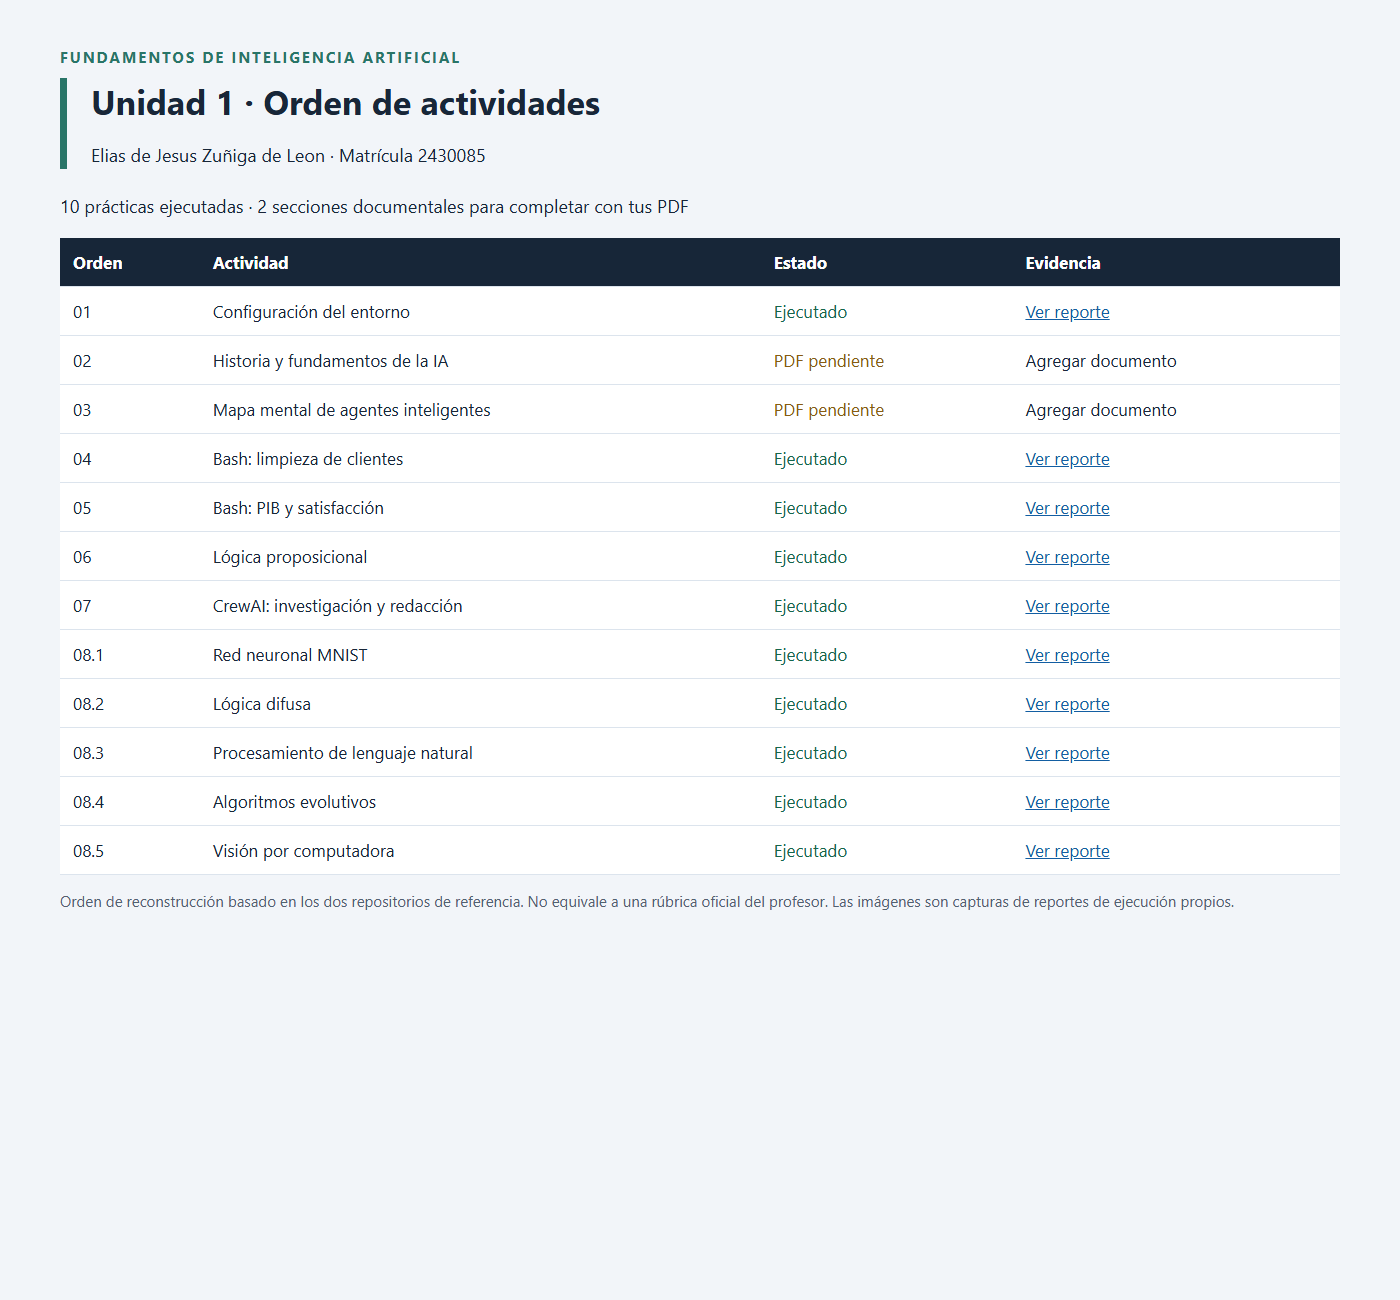 FUNDAMENTOS DE INTELIGENCIA ARTIFICIAL
Unidad 1 · Orden de actividades
Elias de Jesus Zuñiga de Leon · Matrícula 2430085
10 prácticas ejecutadas · 2 secciones documentales para completar con tus PDF
Orden Actividad Estado Evidencia
01 Configuración del entorno Ejecutado Ver reporte
02 Historia y fundamentos de la IA PDF pendiente Agregar documento
03 Mapa mental de agentes inteligentes PDF pendiente Agregar documento
04 Bash: limpieza de clientes Ejecutado Ver reporte
05 Bash: PIB y satisfacción Ejecutado Ver reporte
06 Lógica proposicional Ejecutado Ver reporte
07 CrewAI: investigación y redacción Ejecutado Ver reporte
08.1 Red neuronal MNIST Ejecutado Ver reporte
08.2 Lógica difusa Ejecutado Ver reporte
08.3 Procesamiento de lenguaje natural Ejecutado Ver reporte
08.4 Algoritmos evolutivos Ejecutado Ver reporte
08.5 Visión por computadora Ejecutado Ver reporte
Orden de reconstrucción basado en los dos repositorios de referencia. No equivale a una rúbrica oficial del profesor. Las imágenes son capturas de reportes de ejecución propios.